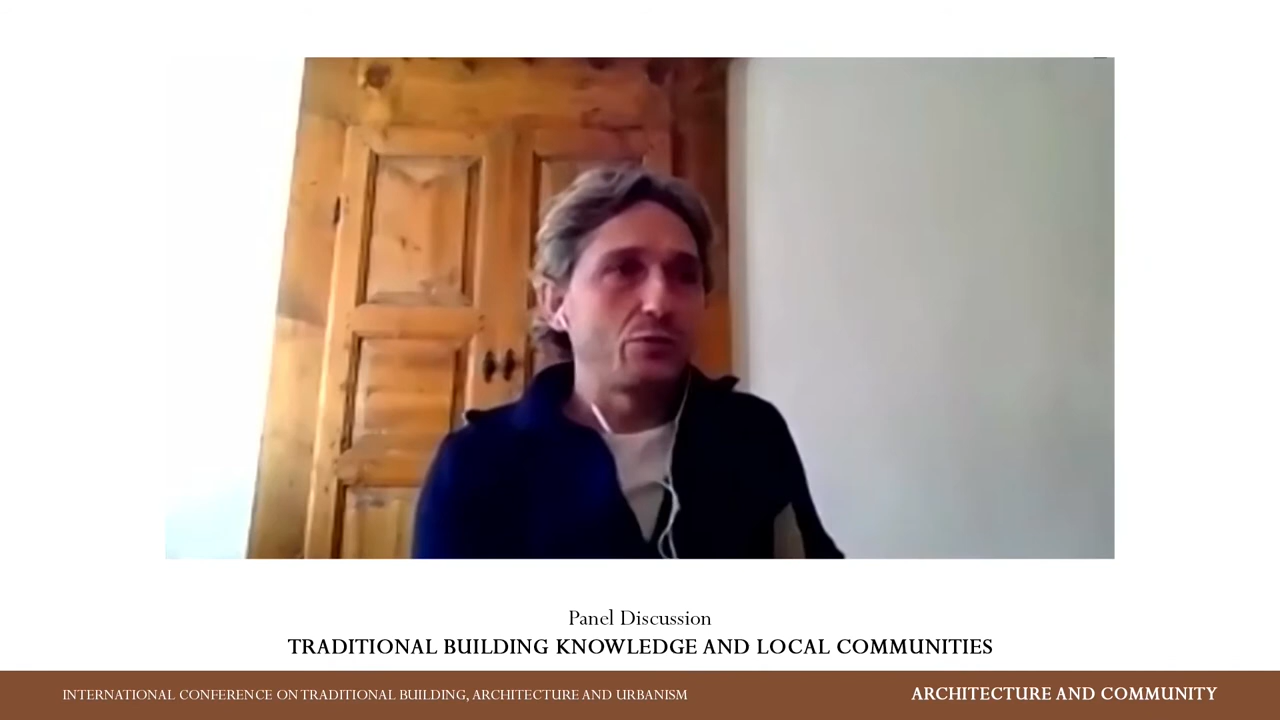 Panel Discussion
TRADITIONAL BUILDING KNOWLEDGE AND LOCAL COMMUNITIES
INTERNATIONAL CONFERENCE ON TRADITIONAL BUILDING, ARCHITECTURE AND URBANISM
ARCHITECTURE AND COMMUNITY